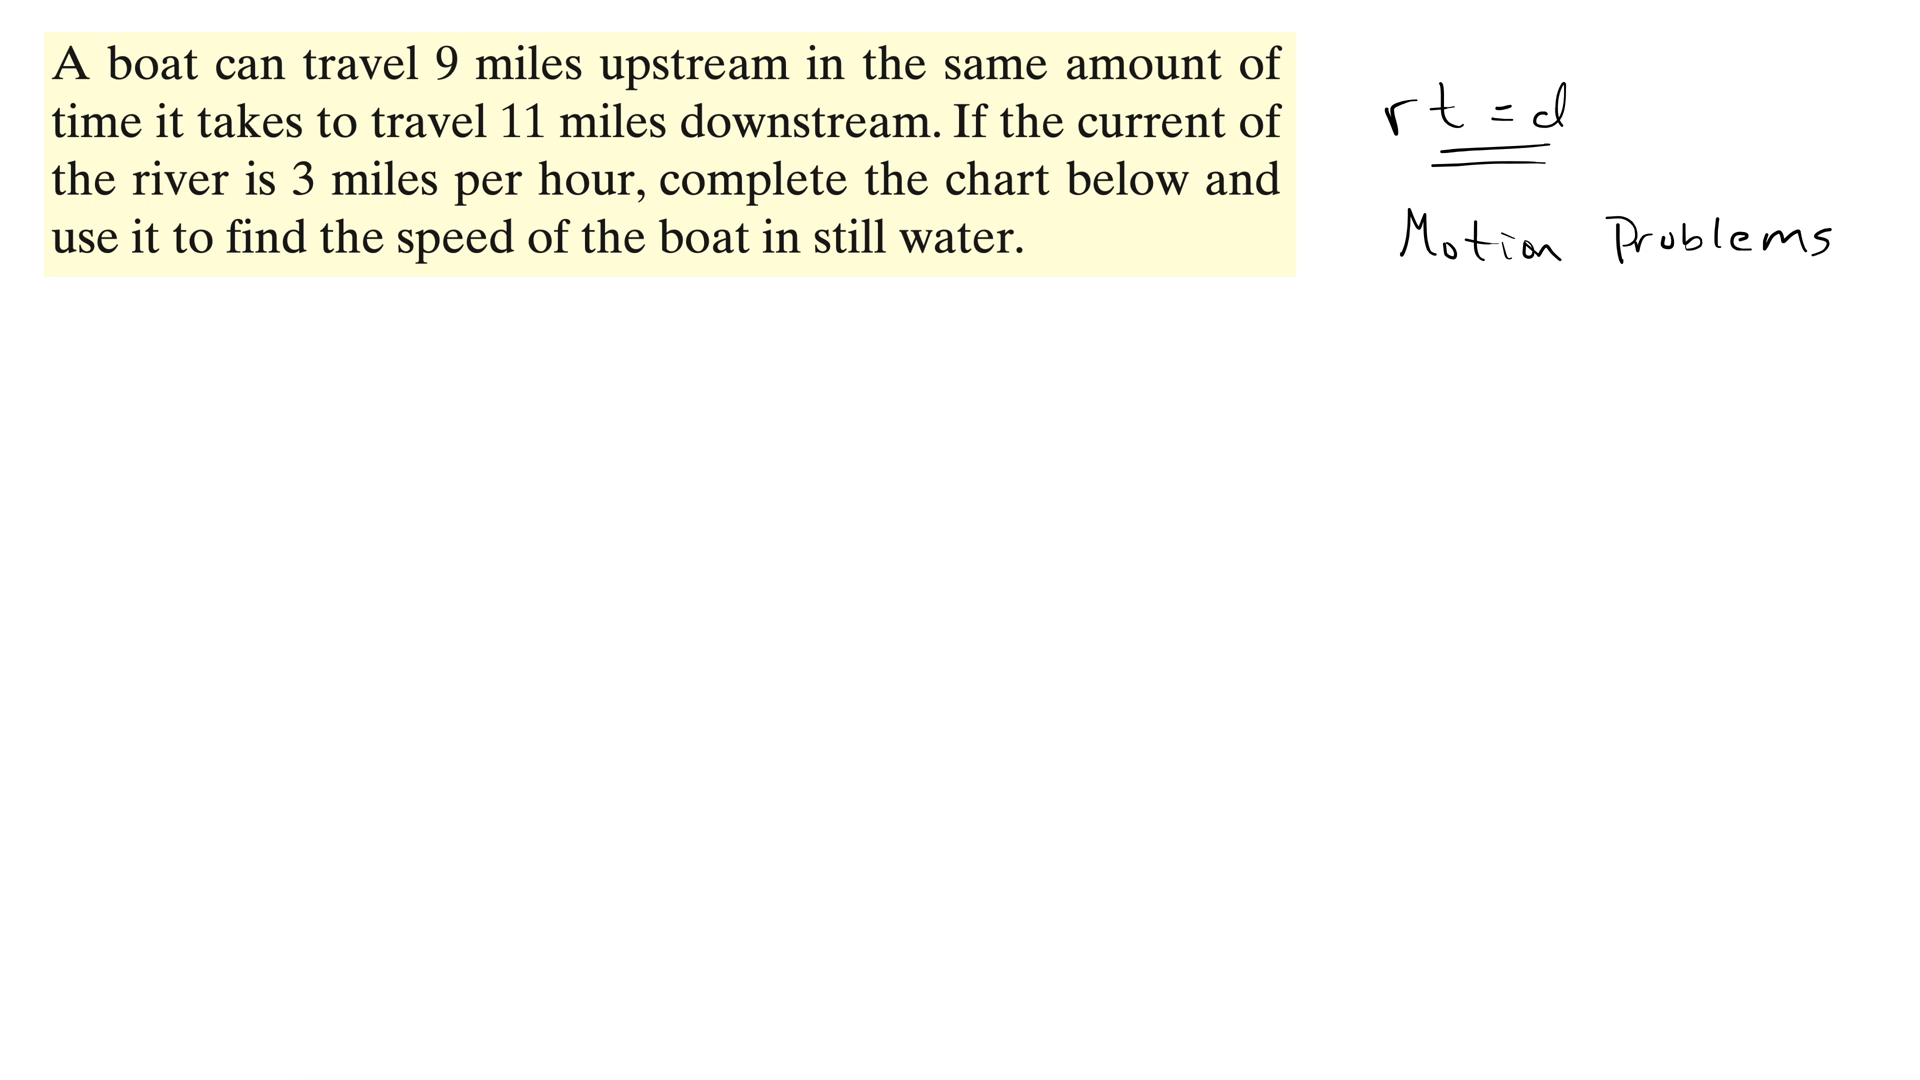 A boat can travel 9 miles upstream in the same amount of
time it takes to travel 11 miles downstream. If the current of
the river is 3 miles per hour, complete the chart below and
use it to find the speed of the boat in still water.
rt = d
Motion Problems